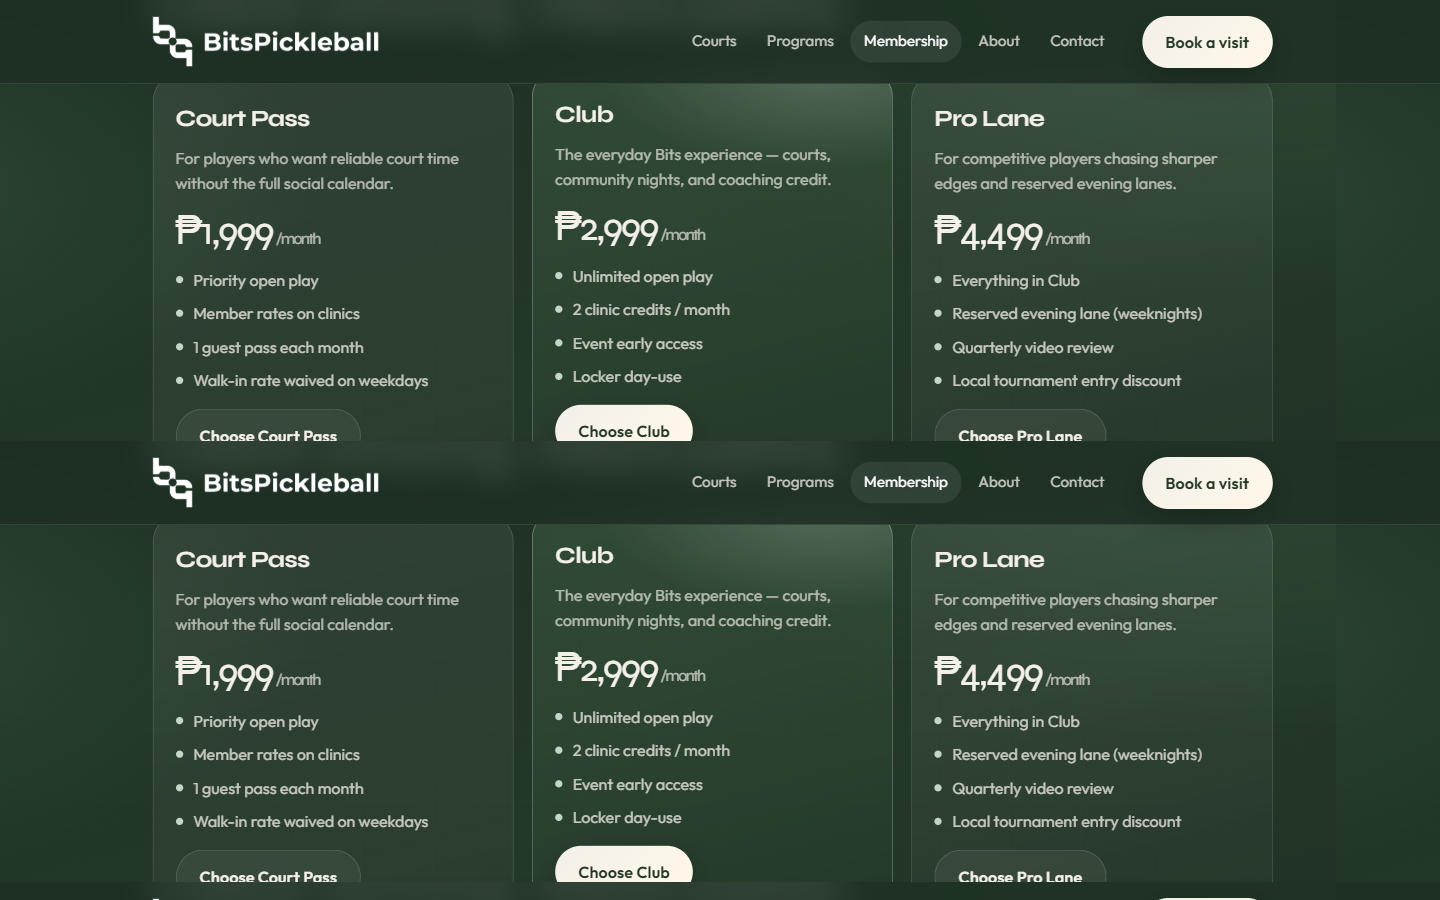 BitsPickleball
Courts Programs Membership About Contact Book a visit
Court Pass
For players who want reliable court time
without the full social calendar.
₱1,999 /month
Priority open play
Member rates on clinics
1 guest pass each month
Walk-in rate waived on weekdays
Choose Court Pass
Club
The everyday Bits experience — courts,
community nights, and coaching credit.
₱2,999 /month
Unlimited open play
2 clinic credits / month
Event early access
Locker day-use
Choose Club
Pro Lane
For competitive players chasing sharper
edges and reserved evening lanes.
₱4,499 /month
Everything in Club
Reserved evening lane (weeknights)
Quarterly video review
Local tournament entry discount
Choose Pro Lane
BitsPickleball
Courts Programs Membership About Contact Book a visit
Court Pass
For players who want reliable court time
without the full social calendar.
₱1,999 /month
Priority open play
Member rates on clinics
1 guest pass each month
Walk-in rate waived on weekdays
Choose Court Pass
Club
The everyday Bits experience — courts,
community nights, and coaching credit.
₱2,999 /month
Unlimited open play
2 clinic credits / month
Event early access
Locker day-use
Choose Club
Pro Lane
For competitive players chasing sharper
edges and reserved evening lanes.
₱4,499 /month
Everything in Club
Reserved evening lane (weeknights)
Quarterly video review
Local tournament entry discount
Choose Pro Lane